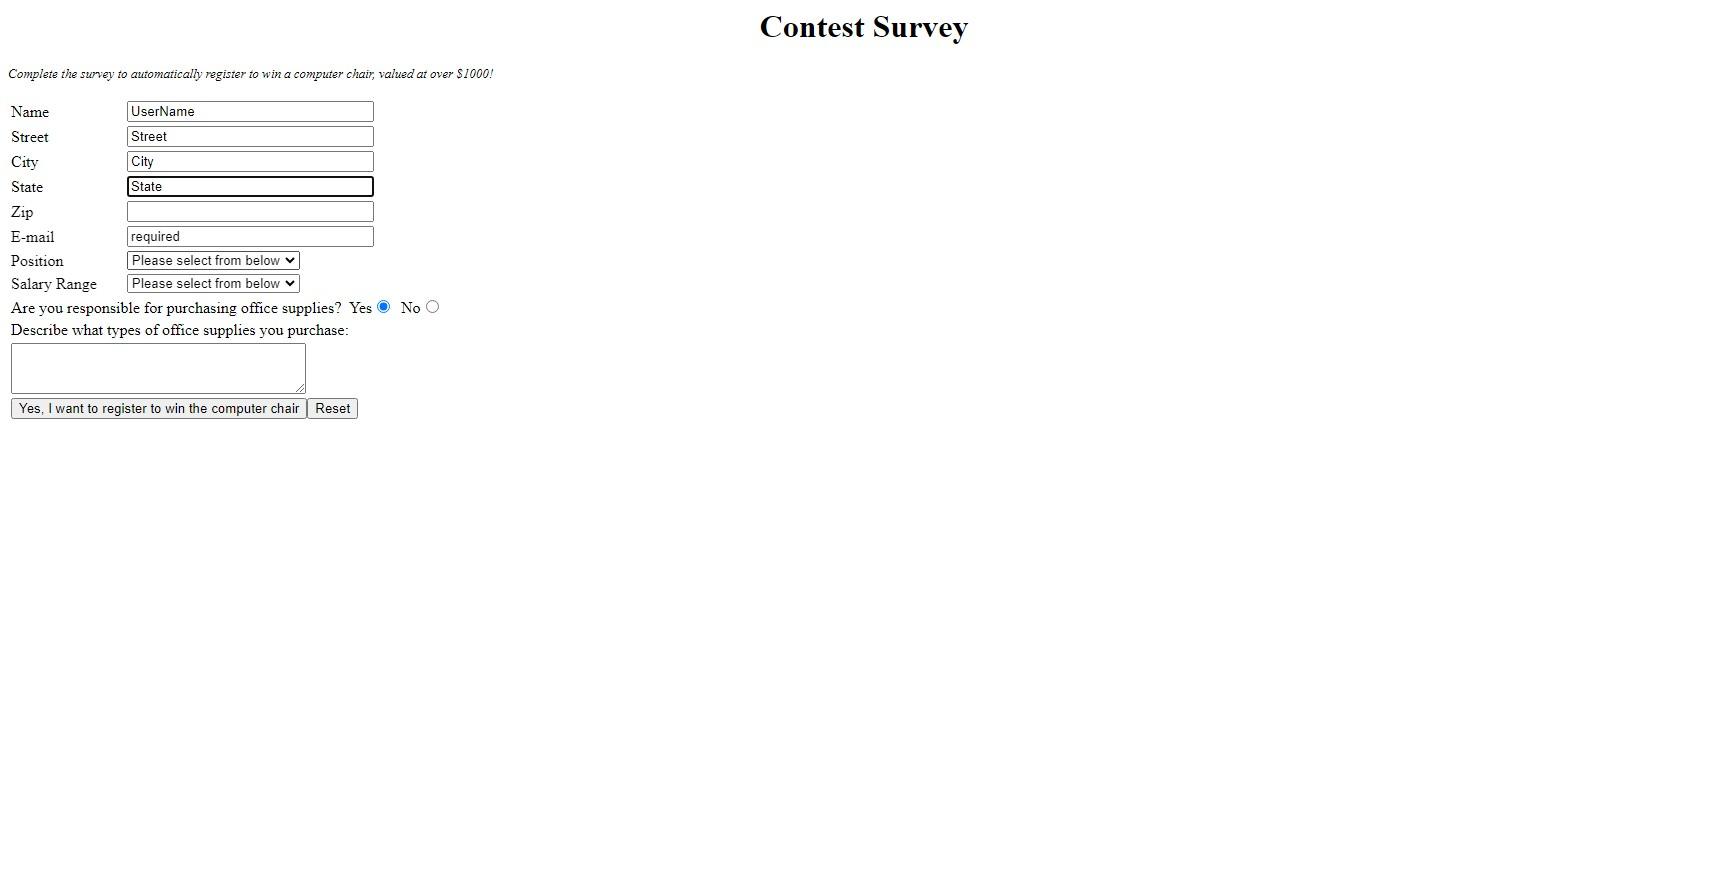 Contest Survey
Complete the survey to automatically register to win a computer chair, valued at over $1000!
Name UserName
Street Street
City City
State State
Zip
E-mail required
Position Please select from below
Salary Range Please select from below
Are you responsible for purchasing office supplies? Yes No
Describe what types of office supplies you purchase:
Yes, I want to register to win the computer chair Reset